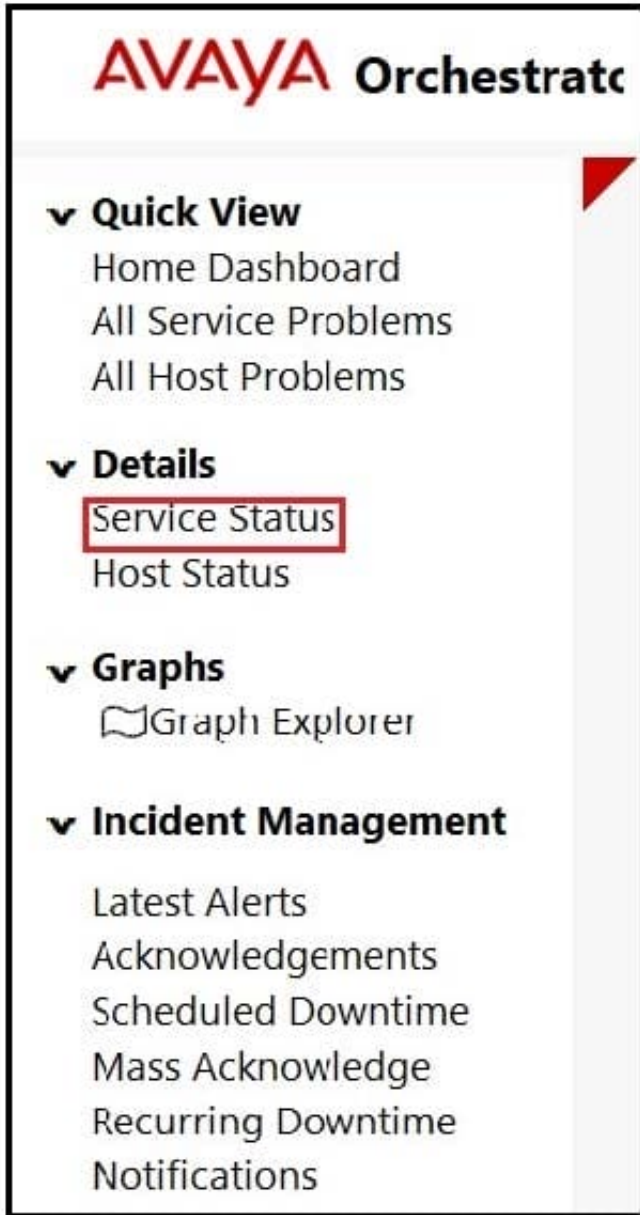 AVAYA Orchestratc
Quick View
Home Dashboard
All Service Problems
All Host Problems
Details
Service Status
Host Status
Graphs
Graph Explorer
Incident Management
Latest Alerts
Acknowledgements
Scheduled Downtime
Mass Acknowledge
Recurring Downtime
Notifications